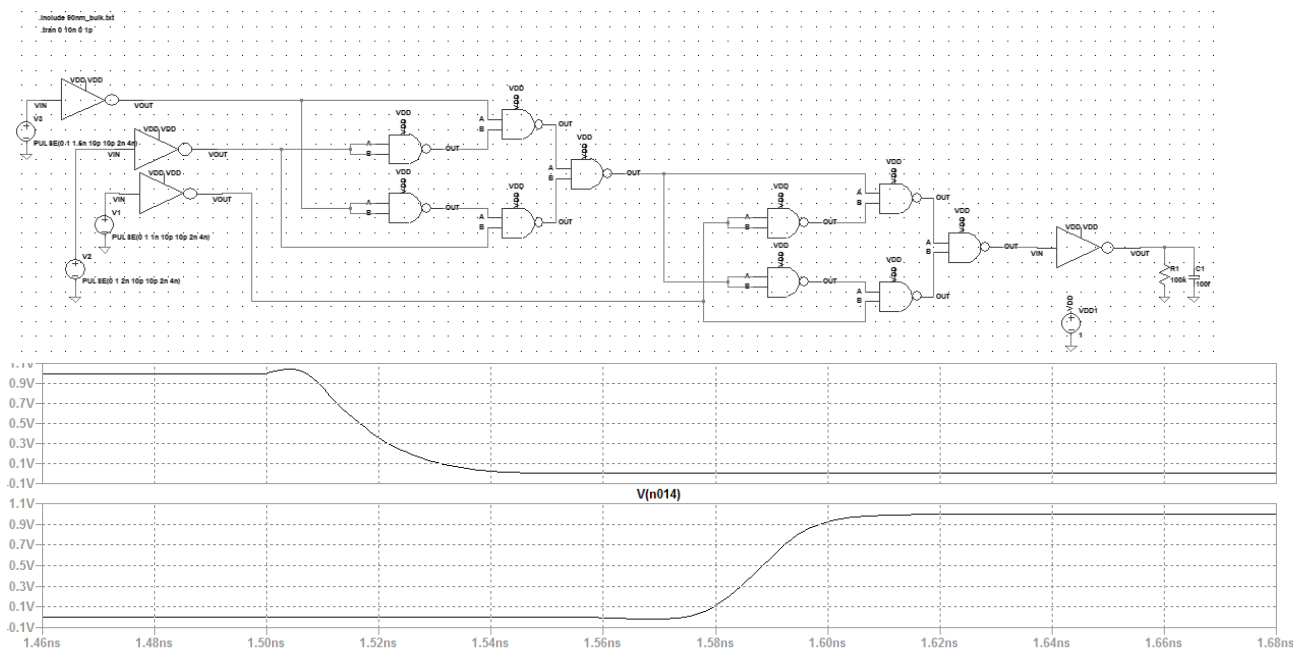 .include 90nm_bulk.txt
.tran 0 10n 0 1p
VDD VDD
VIN
VOUT
V3
PULSE(0 1 1.5n 10p 10p 2n 4n)
VDD VDD
VIN
VOUT
VDD VDD
VIN
VOUT
V1
PULSE(0 1 1n 10p 10p 2n 4n)
V2
PULSE(0 1 2n 10p 10p 2n 4n)
VDD
A
B
OUT
VDD
A
B
OUT
VDD
A
B
OUT
VDD
A
B
OUT
VDD
A
B
OUT
VDD
A
B
OUT
VDD
A
B
OUT
VDD
A
B
OUT
VDD
A
B
OUT
VDD
A
B
OUT
VDD VDD
VIN
VOUT
R1
100k
C1
100f
VDD
VDD1
1
1.1V
0.9V
0.7V
0.5V
0.3V
0.1V
-0.1V
V(n014)
1.1V
0.9V
0.7V
0.5V
0.3V
0.1V
-0.1V
1.46ns 1.48ns 1.50ns 1.52ns 1.54ns 1.56ns 1.58ns 1.60ns 1.62ns 1.64ns 1.66ns 1.68ns